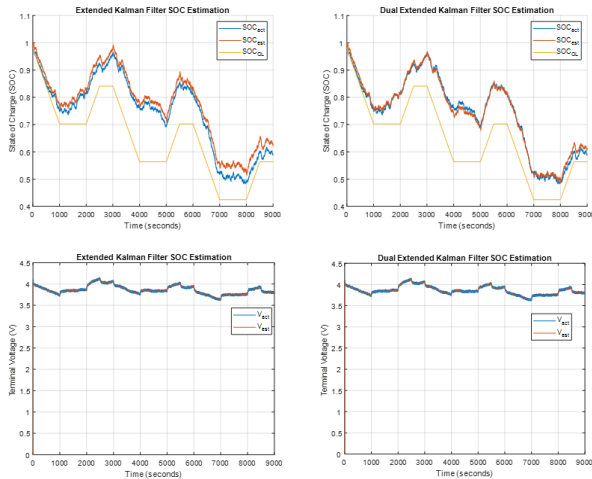 Extended Kalman Filter SOC Estimation
1.1
1
0.9
0.8
0.7
0.6
0.5
0.4
State of Charge (SOC)
0 1000 2000 3000 4000 5000 6000 7000 8000 9000
Time (seconds)
SOCact
SOCest
SOCOL
Dual Extended Kalman Filter SOC Estimation
1.1
1
0.9
0.8
0.7
0.6
0.5
0.4
State of Charge (SOC)
0 1000 2000 3000 4000 5000 6000 7000 8000 9000
Time (seconds)
SOCact
SOCest
SOCOL
Extended Kalman Filter SOC Estimation
5
4.5
4
3.5
3
2.5
2
1.5
1
0.5
0
Terminal Voltage (V)
0 1000 2000 3000 4000 5000 6000 7000 8000 9000
Time (seconds)
Vact
Vest
Dual Extended Kalman Filter SOC Estimation
5
4.5
4
3.5
3
2.5
2
1.5
1
0.5
0
Terminal Voltage (V)
0 1000 2000 3000 4000 5000 6000 7000 8000 9000
Time (seconds)
Vact
Vest